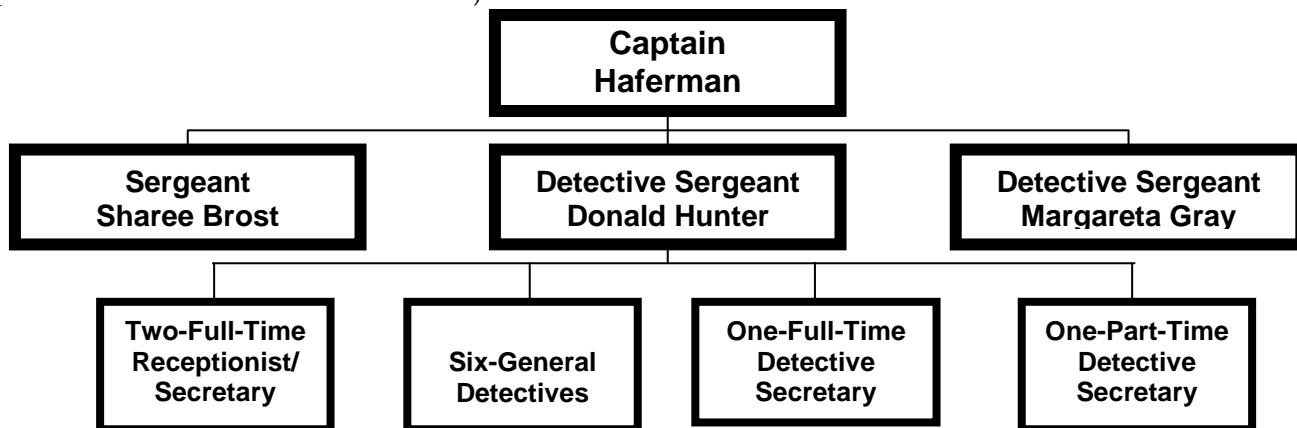 Captain
Haferman
Sergeant
Sharee Brost
Detective Sergeant
Donald Hunter
Detective Sergeant
Margareta Gray
Two-Full-Time
Receptionist/
Secretary
Six-General
Detectives
One-Full-Time
Detective
Secretary
One-Part-Time
Detective
Secretary